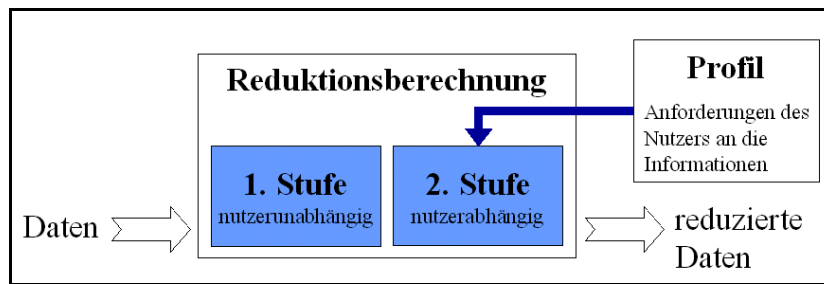 Reduktionsberechnung
Profil
Anforderungen des
Nutzers an die
Informationen
1. Stufe
nutzerunabhängig
2. Stufe
nutzerabhängig
Daten
reduzierte
Daten